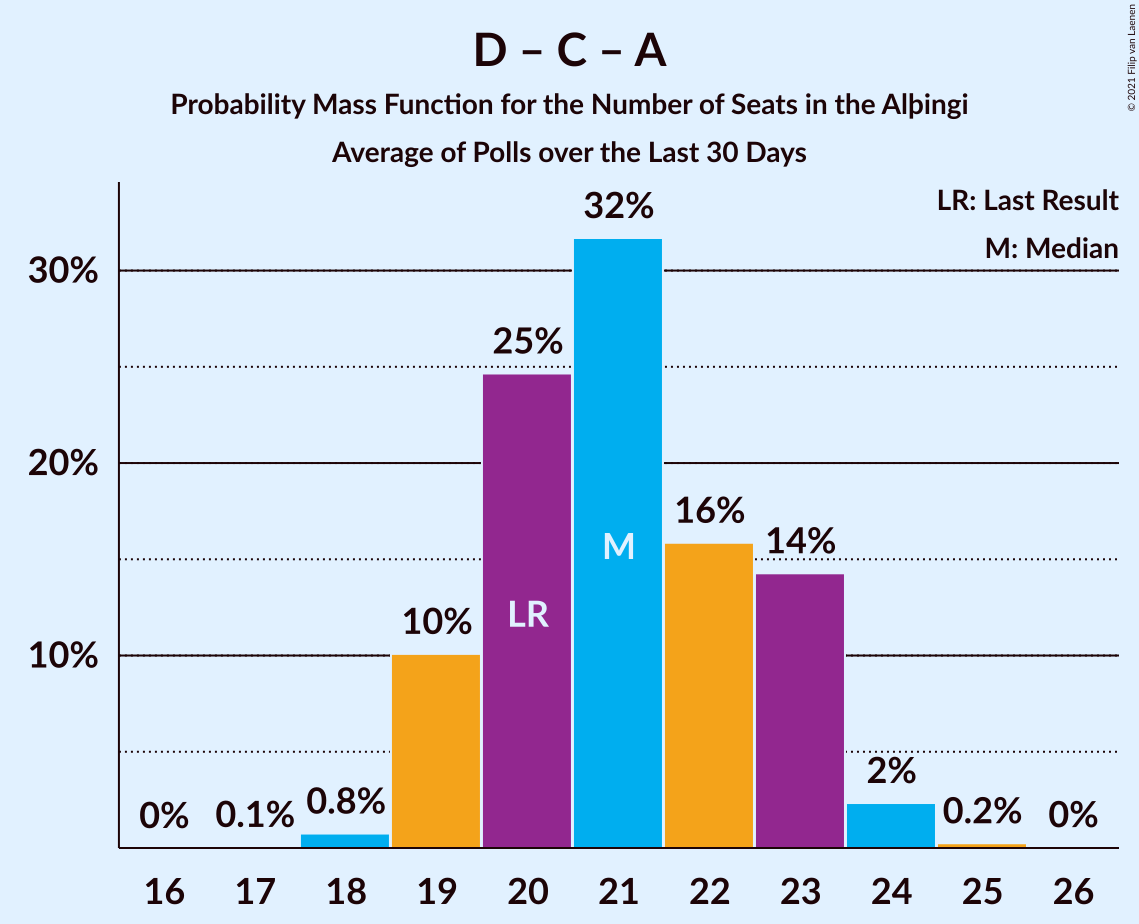 D – C – A
Probability Mass Function for the Number of Seats in the Alþingi
Average of Polls over the Last 30 Days
© 2021 Filip van Laenen
LR: Last Result
M: Median
32%
30%
25%
20%
16%
14%
M
LR
10%
10%
2%
0%
0.1%
0.8%
0.2%
0%
16 17 18 19 20 21 22 23 24 25 26